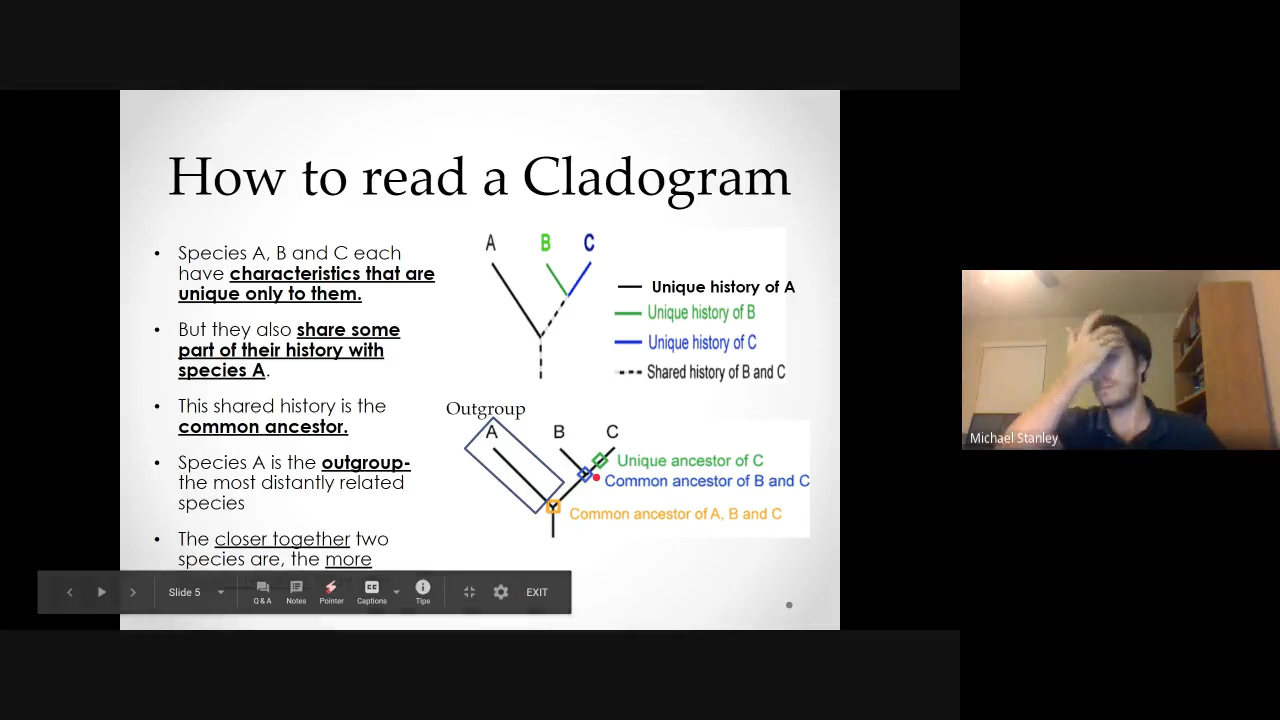 How to read a Cladogram
• Species A, B and C each
have characteristics that are
unique only to them.
• But they also share some
part of their history with
species A.
• This shared history is the
common ancestor.
• Species A is the outgroup-
the most distantly related
species
• The closer together two
species are, the more
A B C
Unique history of A
Unique history of B
Unique history of C
Shared history of B and C
Outgroup
A B C
Unique ancestor of C
Common ancestor of B and C
Common ancestor of A, B and C
Slide 5
Q & A
Notes
Pointer
CC
Captions
Tips
EXIT
Michael Stanley